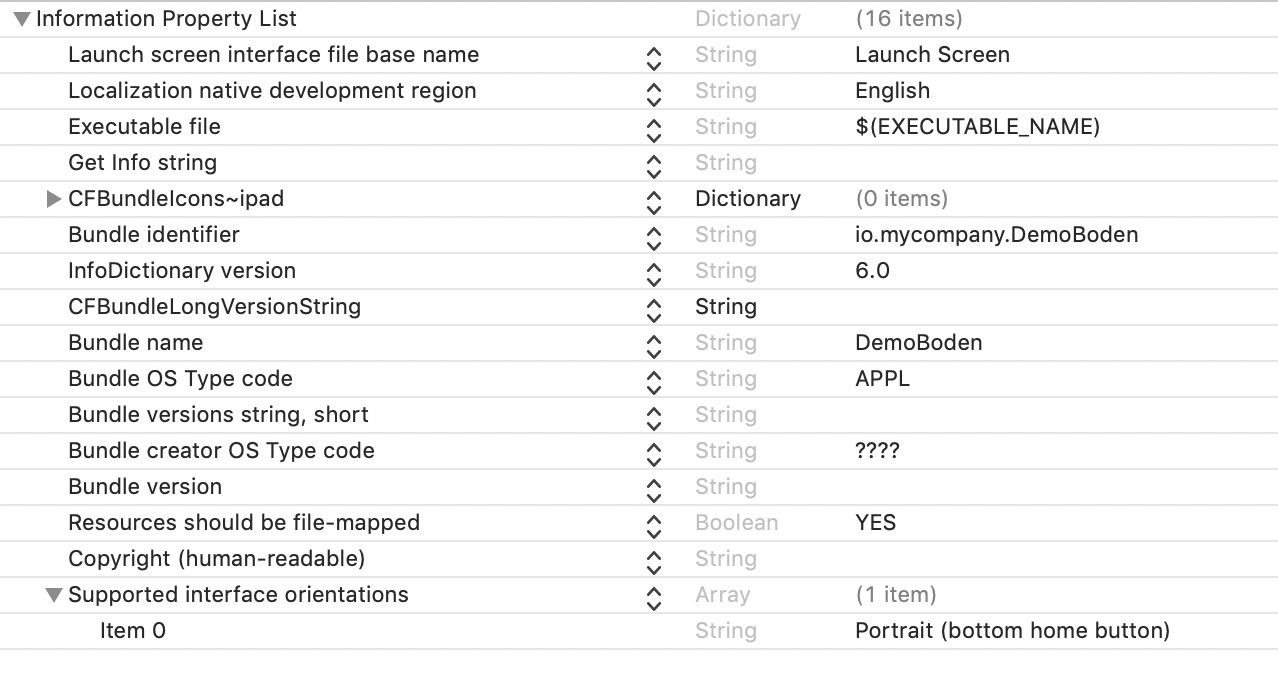 Information Property List Dictionary (16 items)
Launch screen interface file base name String Launch Screen
Localization native development region String English
Executable file String $(EXECUTABLE_NAME)
Get Info string String
CFBundleIcons~ipad Dictionary (0 items)
Bundle identifier String io.mycompany.DemoBoden
InfoDictionary version String 6.0
CFBundleLongVersionString String
Bundle name String DemoBoden
Bundle OS Type code String APPL
Bundle versions string, short String
Bundle creator OS Type code String ????
Bundle version String
Resources should be file-mapped Boolean YES
Copyright (human-readable) String
Supported interface orientations Array (1 item)
Item 0 String Portrait (bottom home button)